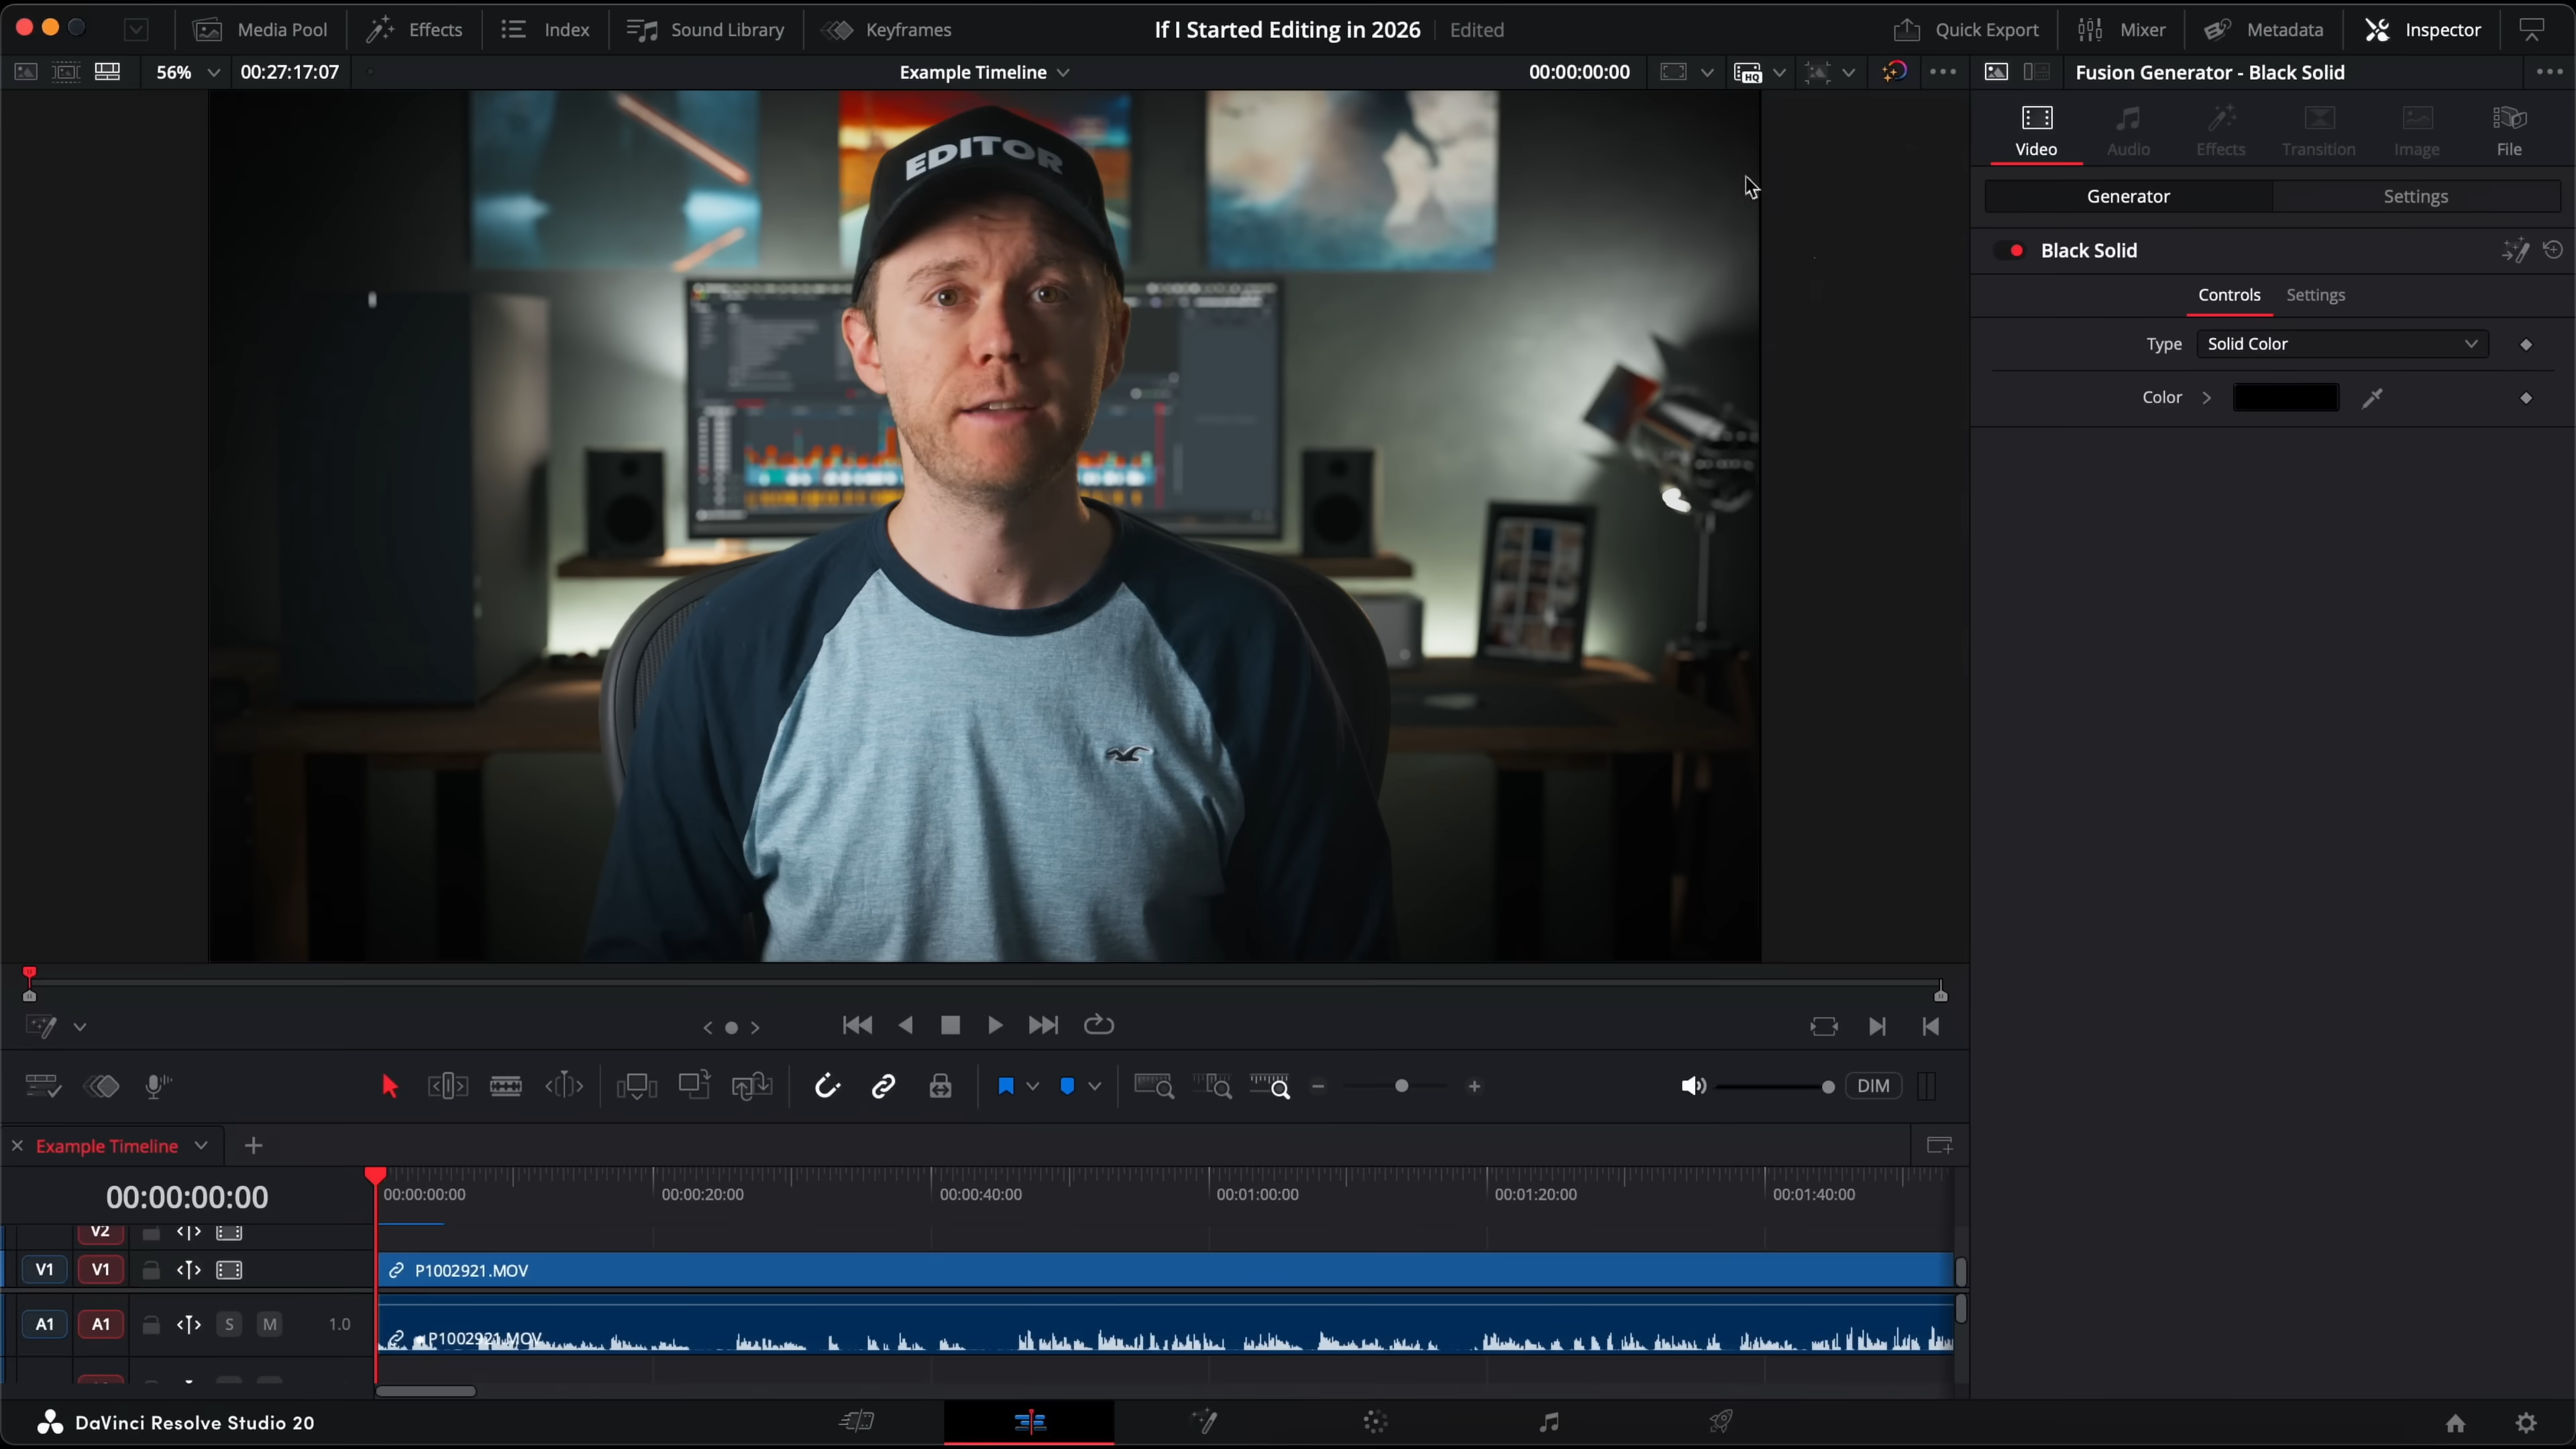 Media Pool
Effects
Index
Sound Library
Keyframes
If I Started Editing in 2026
Edited
Quick Export
Mixer
Metadata
Inspector
56%
00:27:17:07
Example Timeline
00:00:00:00
HQ
Fusion Generator - Black Solid
Video
Audio
Effects
Transition
Image
File
Generator
Settings
Black Solid
Controls
Settings
Type
Solid Color
Color
EDITOR
DIM
Example Timeline
00:00:00:00
00:00:00:00
00:00:20:00
00:00:40:00
00:01:00:00
00:01:20:00
00:01:40:00
V2
V1
V1
P1002921.MOV
A1
A1
S
M
1.0
P1002921.MOV
DaVinci Resolve Studio 20